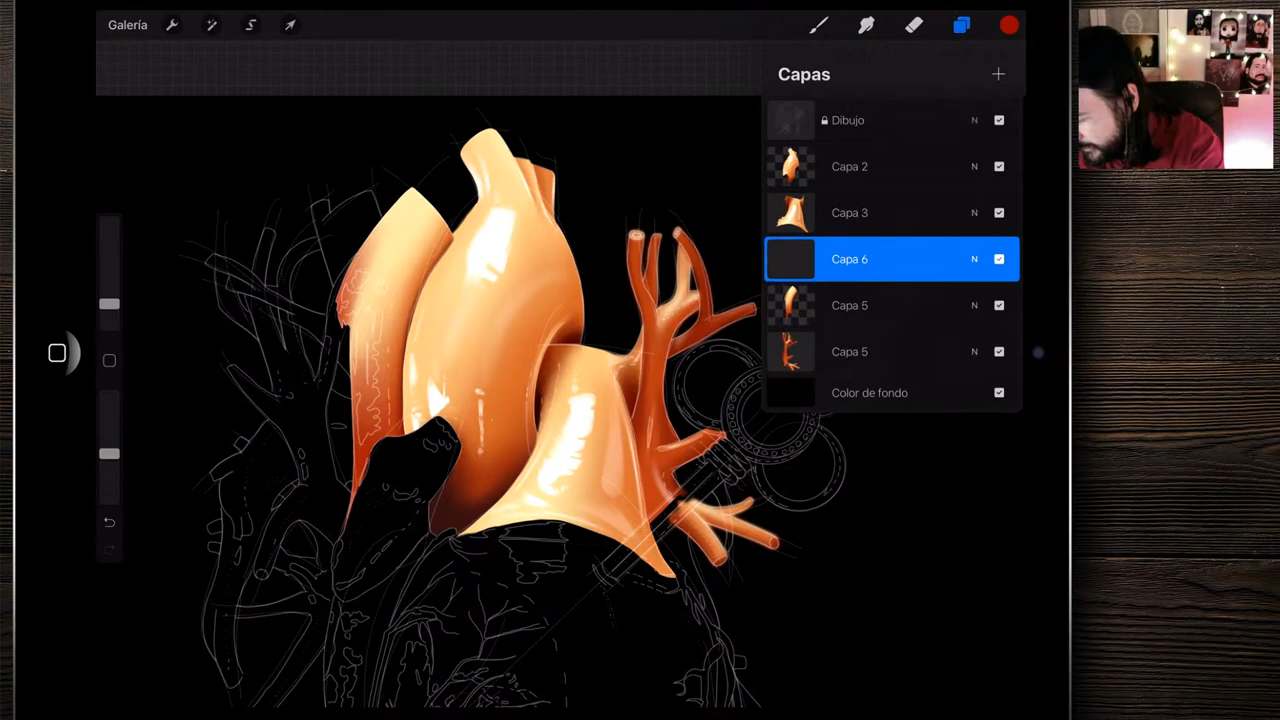 Galería
Capas
Dibujo N
Capa 2 N
Capa 3 N
Capa 6 N
Capa 5 N
Capa 5 N
Color de fondo